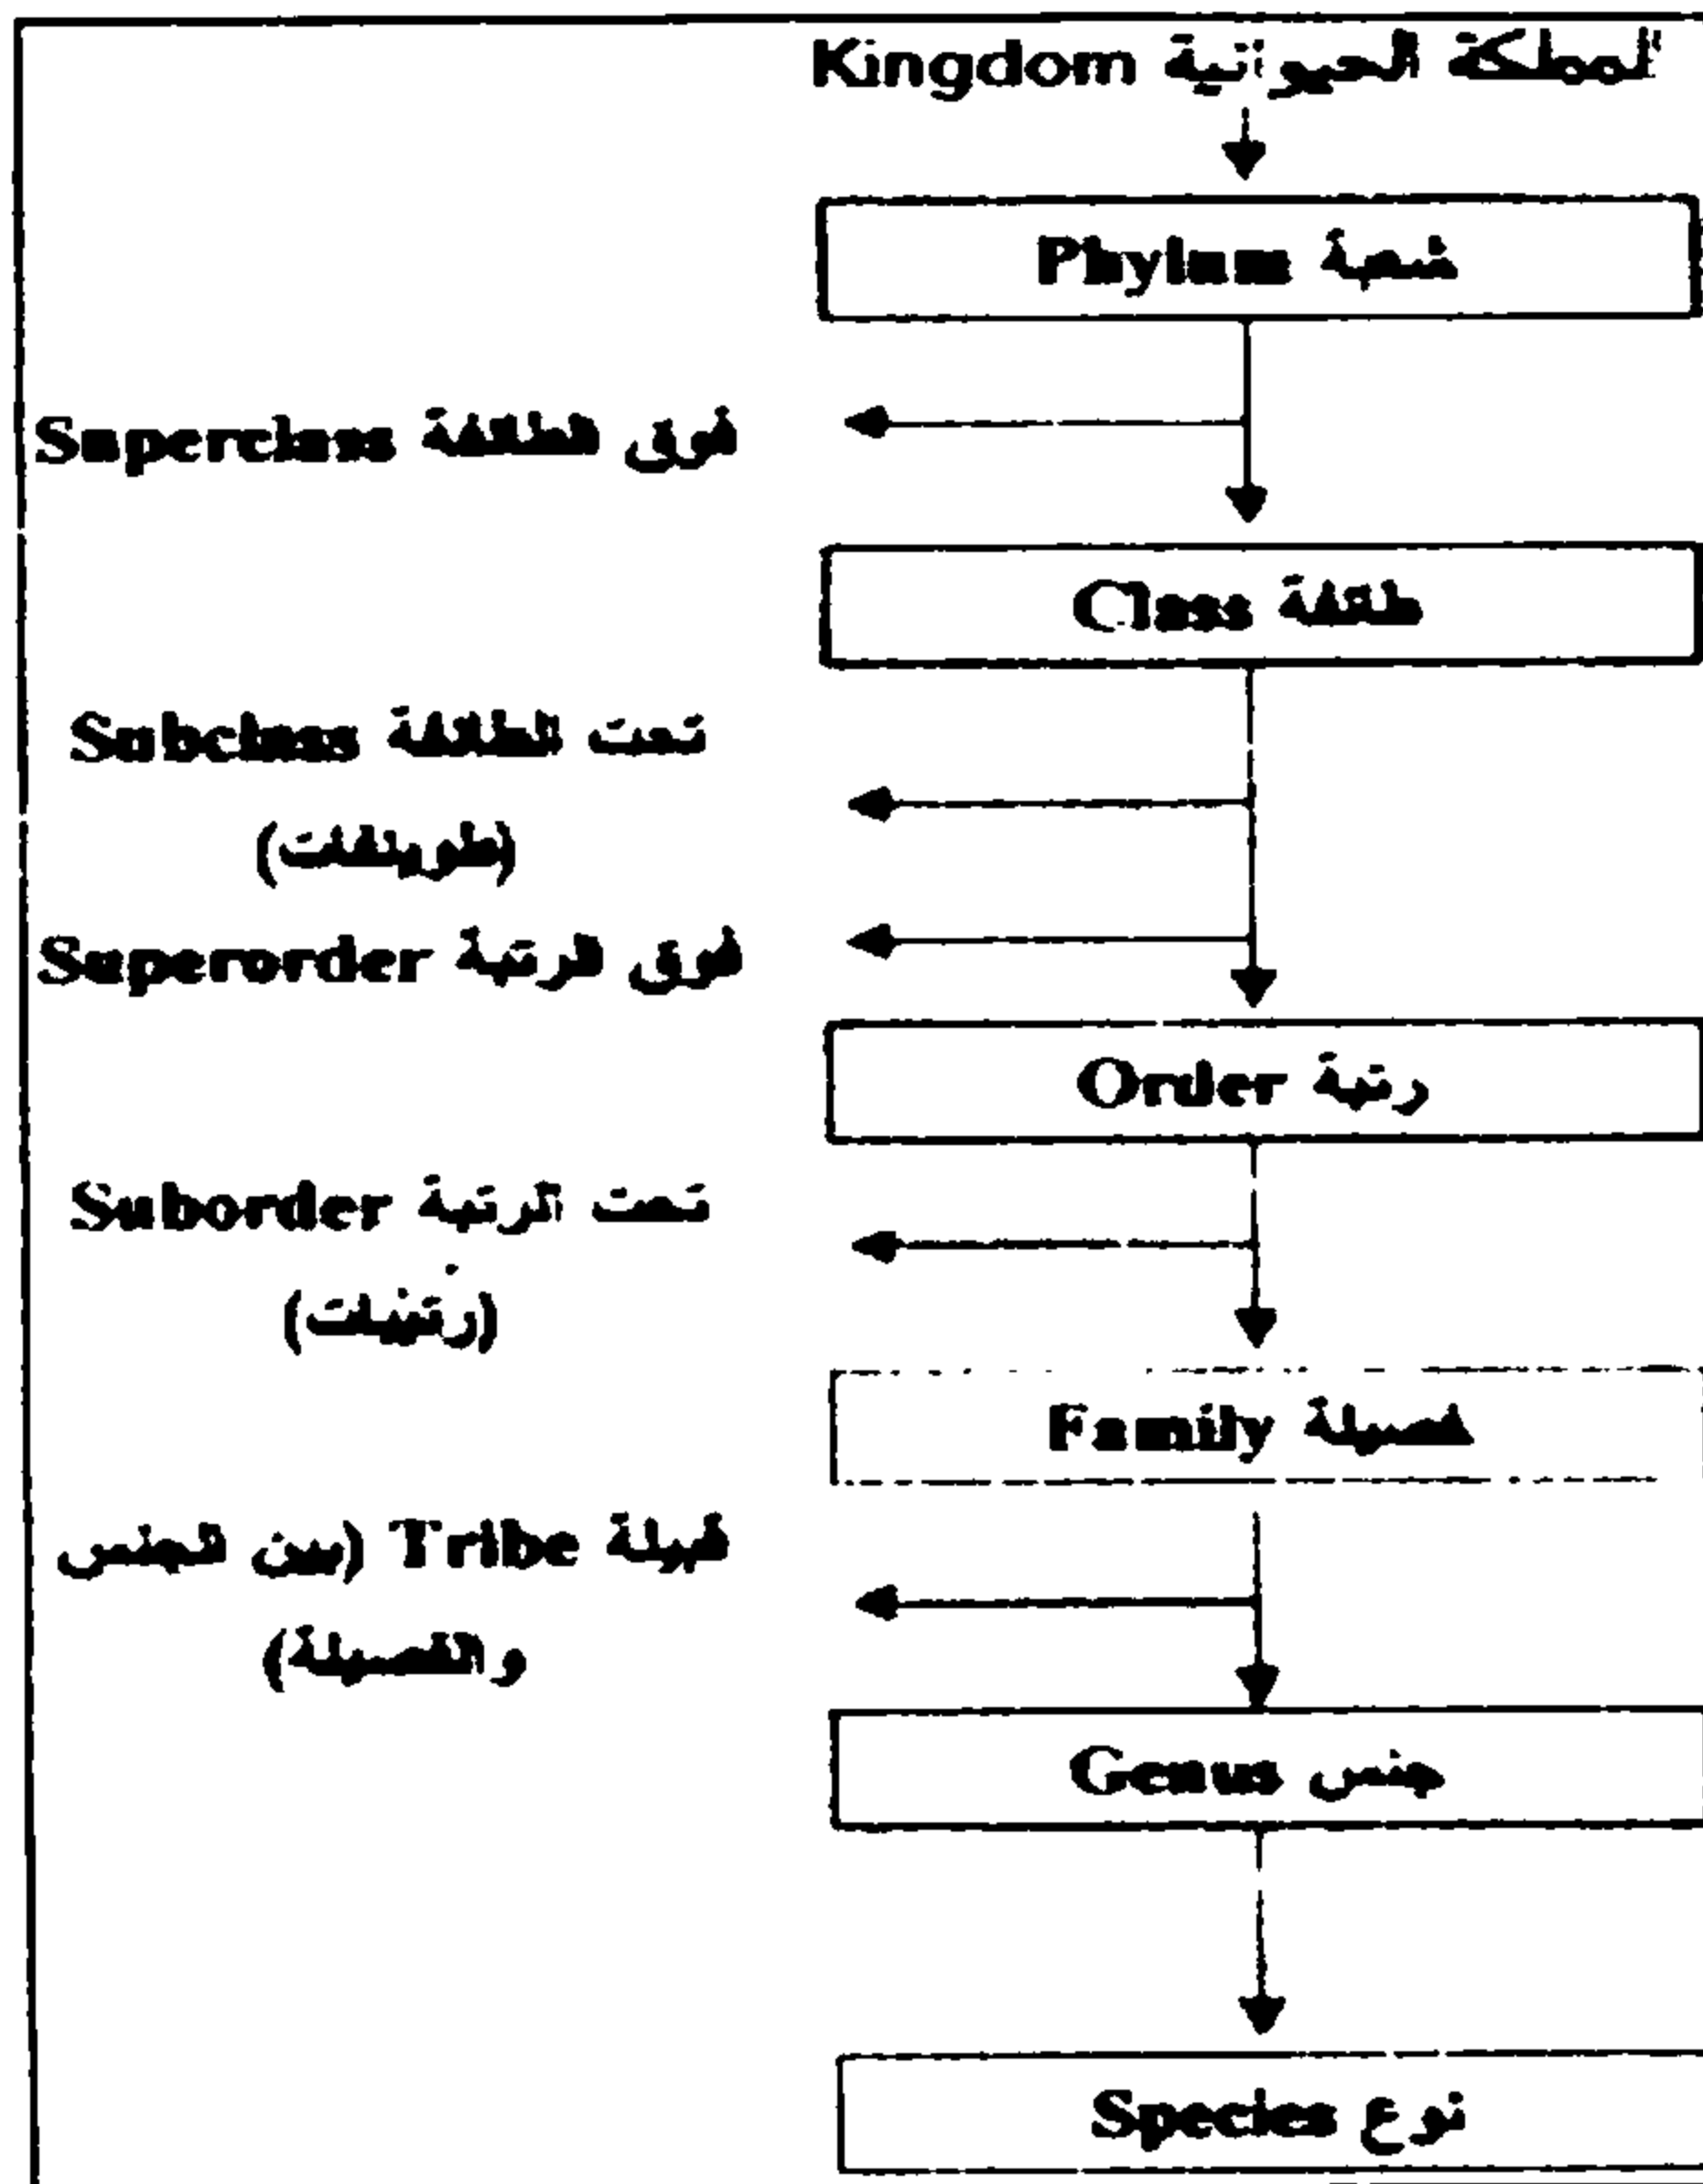 المملكة الحيوانية Kingdom
شعبة Phylum
فوق الطائفة Superclass
طائفة Class
تحت الطائفة Subclass
(طويئفات)
فوق الرتبة Superorder
رتبة Order
تحت الرتبة Suborder
(رتيبات)
فصيلة Family
قبيلة Tribe (بين الجنس
والفصيلة)
جنس Genus
نوع Species